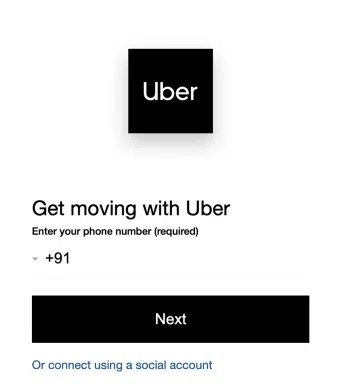 Uber
Get moving with Uber
Enter your phone number (required)
+91
Next
Or connect using a social account